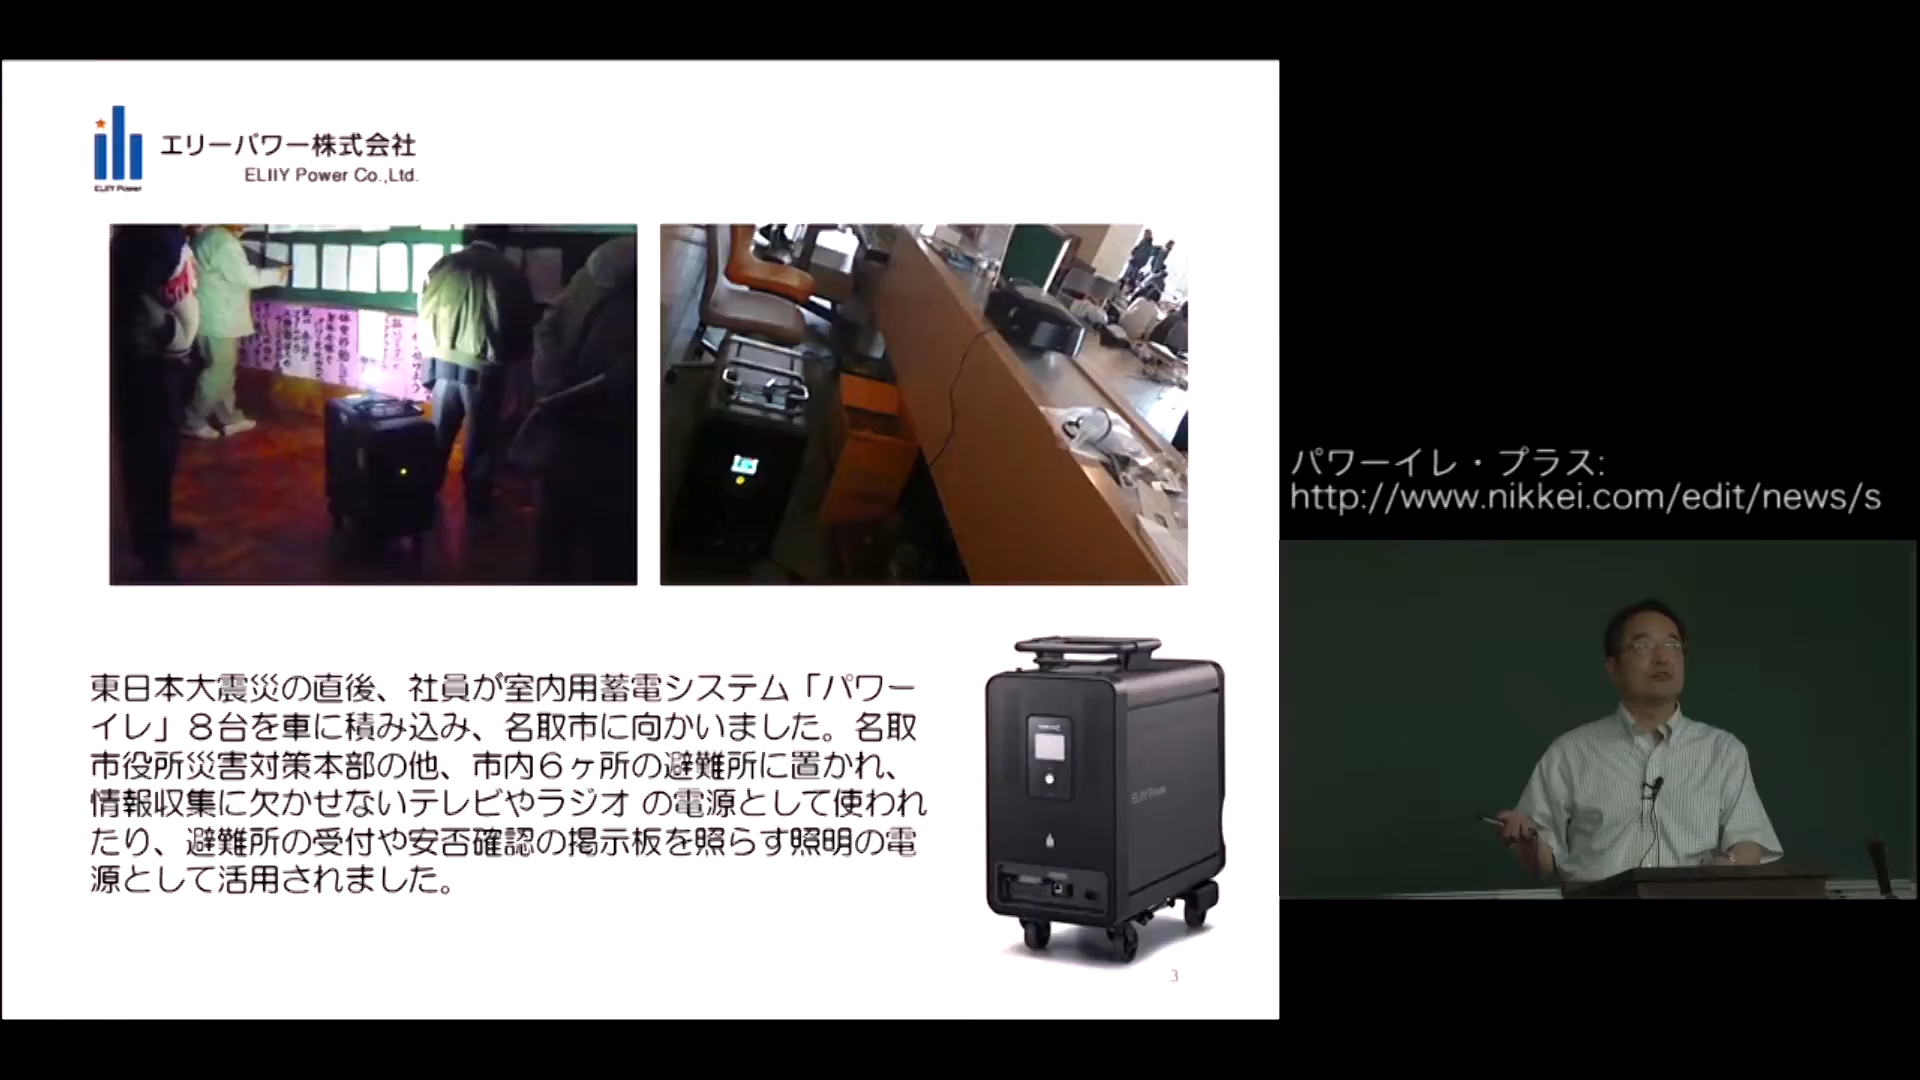 エリーパワー株式会社
ELIIY Power Co.,Ltd.
ELIIY Power
東日本大震災の直後、社員が室内用蓄電システム「パワー
イレ」８台を車に積み込み、名取市に向かいました。名取
市役所災害対策本部の他、市内６ヶ所の避難所に置かれ、
情報収集に欠かせないテレビやラジオ の電源として使われ
たり、避難所の受付や安否確認の掲示板を照らす照明の電
源として活用されました。
ELIIY Power
3
パワーイレ・プラス:
http://www.nikkei.com/edit/news/s